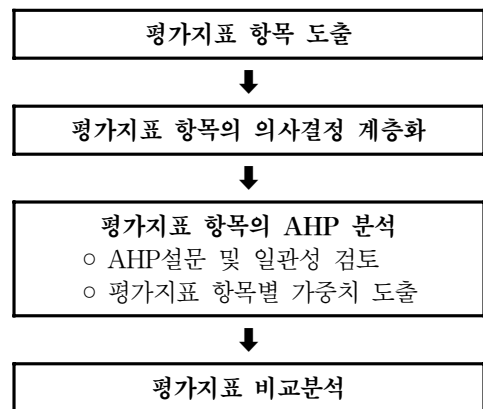 평가지표 항목 도출
평가지표 항목의 의사결정 계층화
평가지표 항목의 AHP 분석
○ AHP설문 및 일관성 검토
○ 평가지표 항목별 가중치 도출
평가지표 비교분석